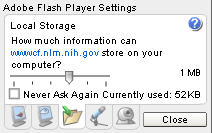 Adobe Flash Player Settings
Local Storage
How much information can
www.cf.nlm.nih.gov store on your
computer?
1 MB
Never Ask Again Currently used: 52KB
Close